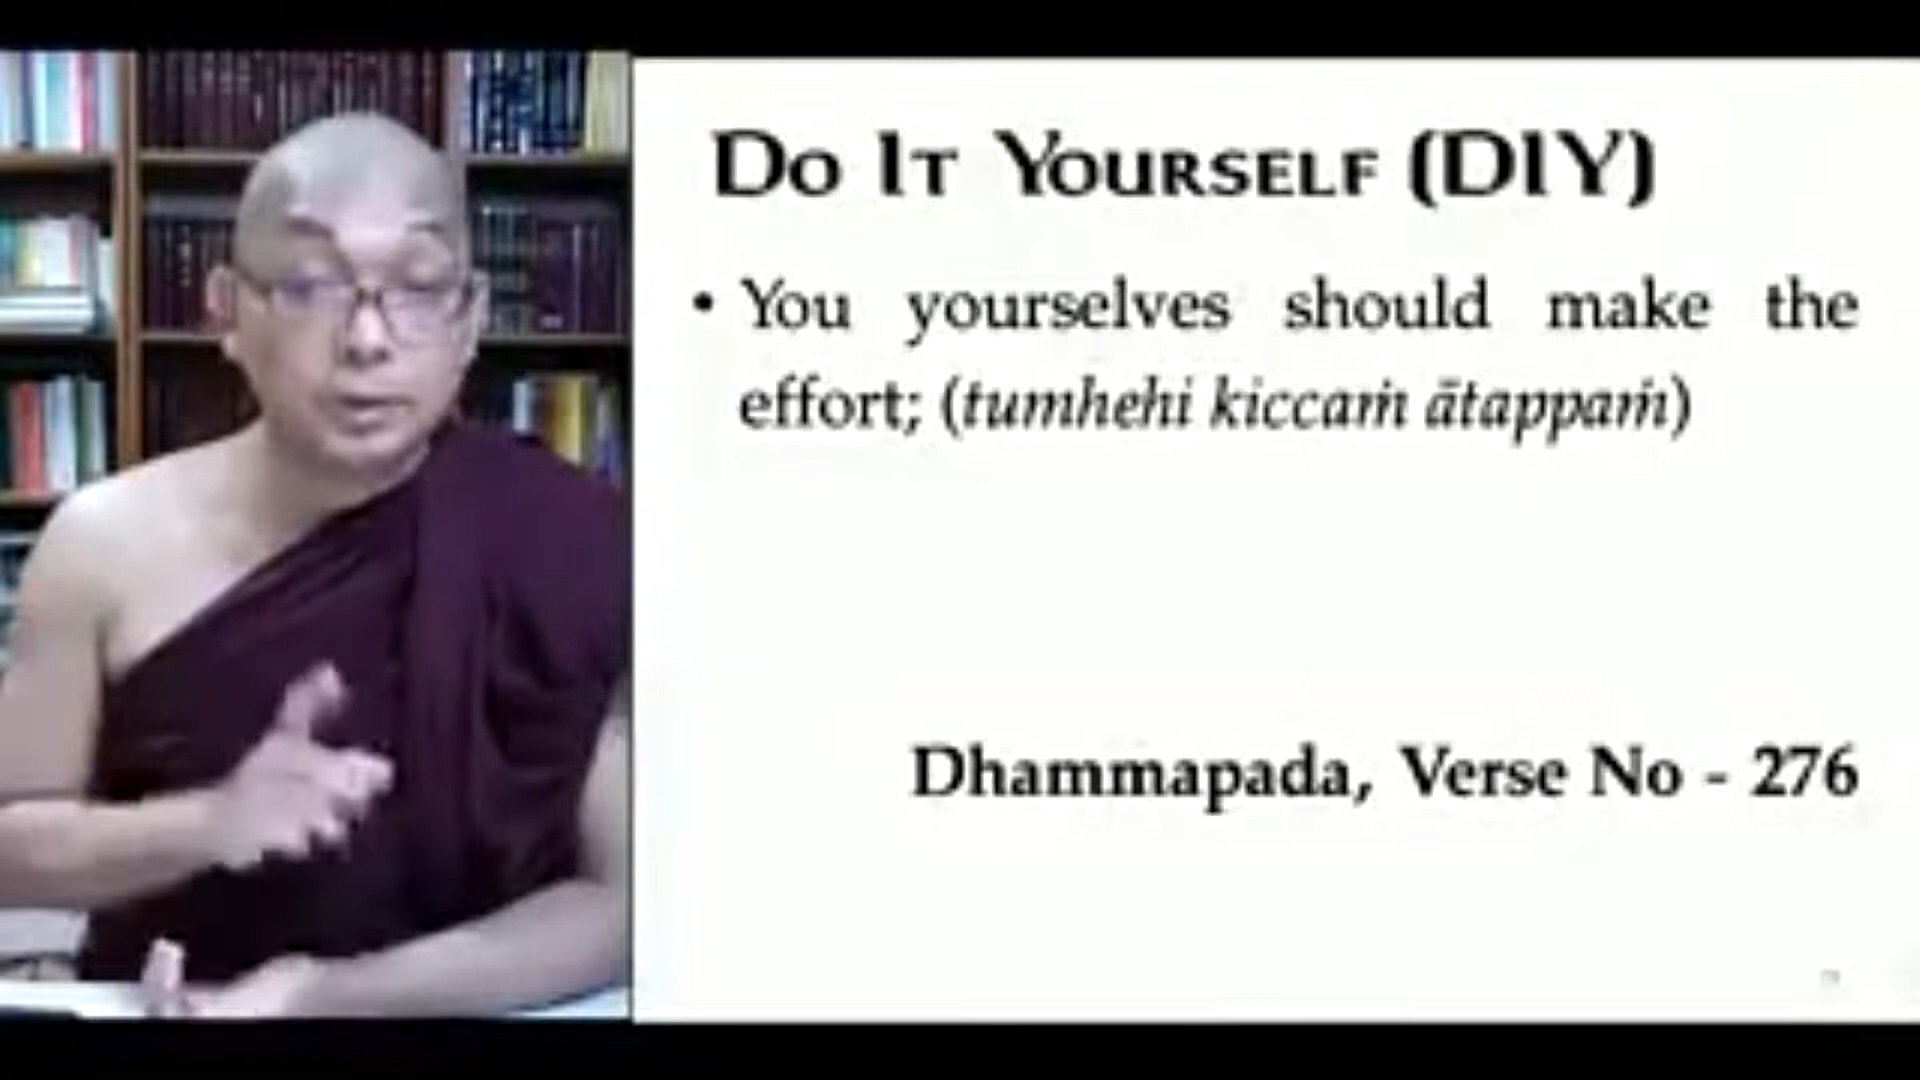 Do It Yourself (DIY)
• You yourselves should make the
effort; (tumhehi kiccaṁ ātappaṁ)
Dhammapada, Verse No - 276